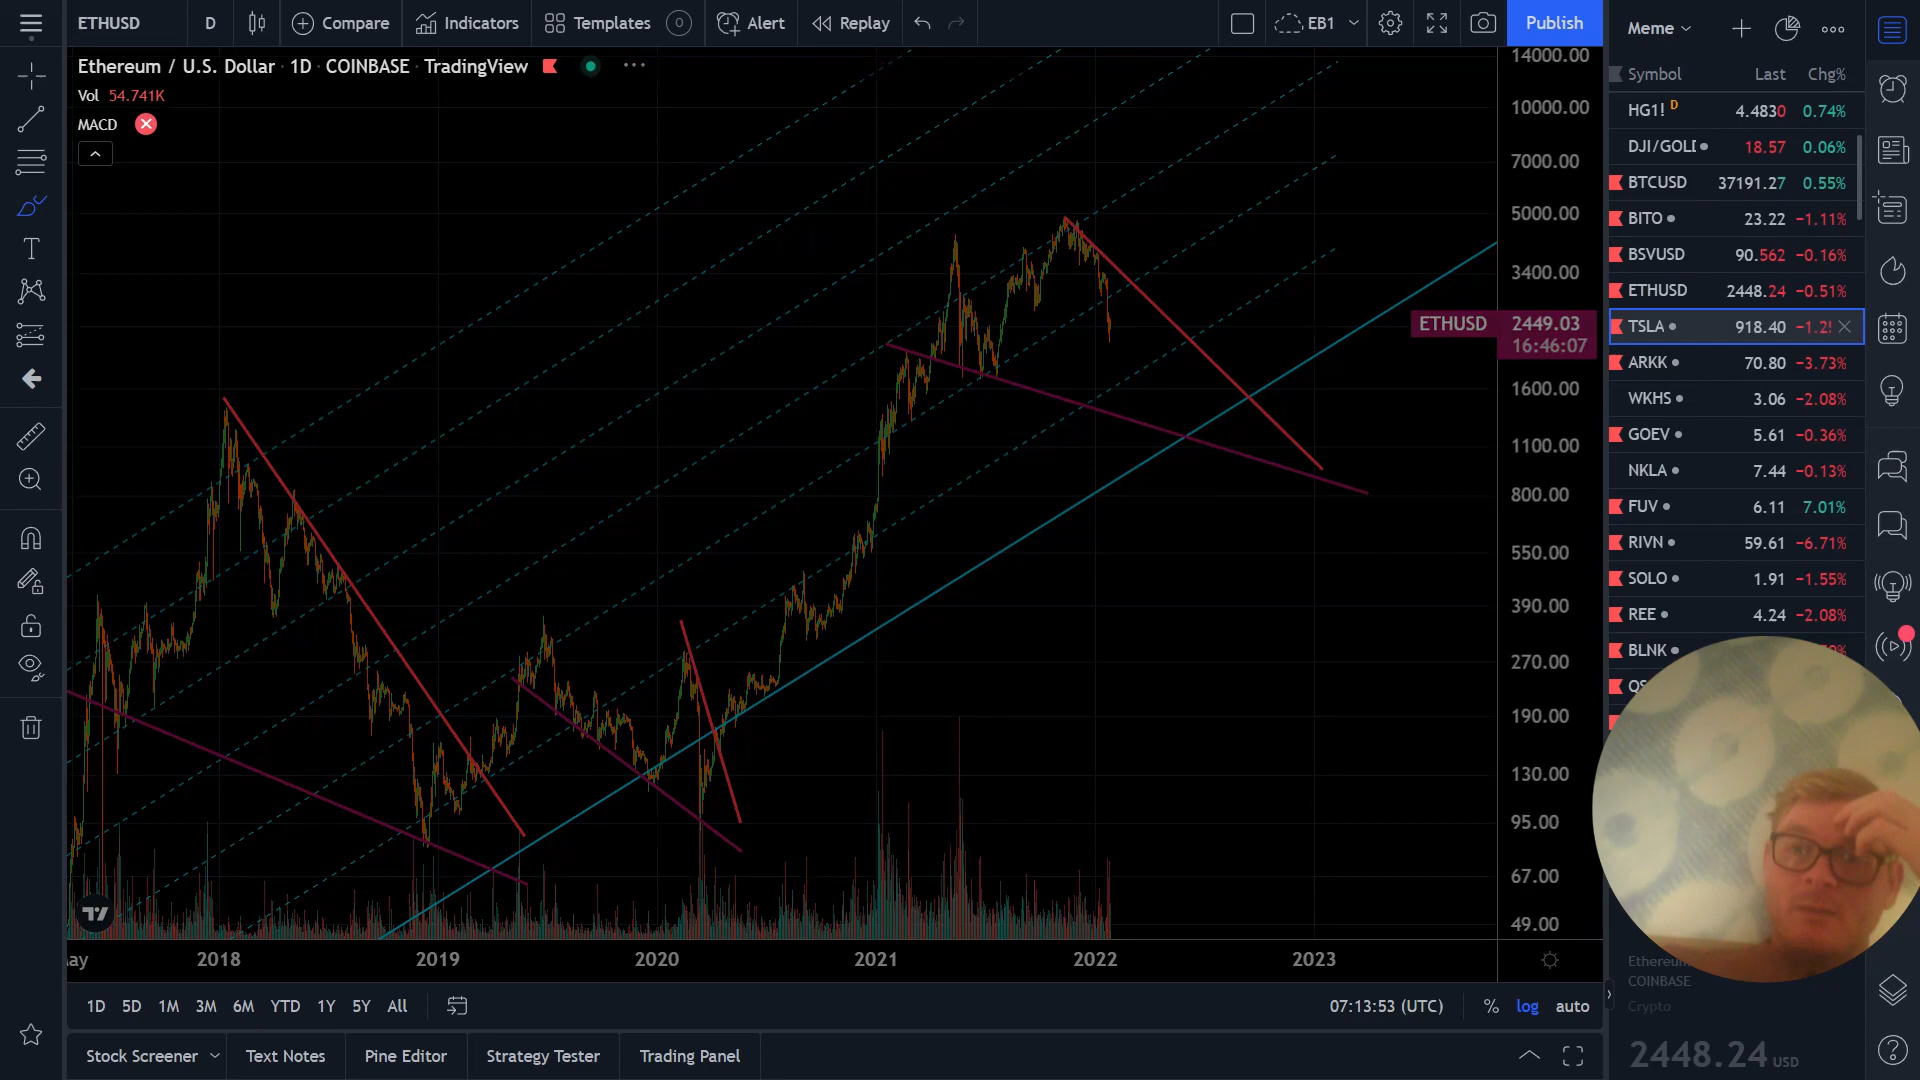 ETHUSD D Compare Indicators Templates Alert Replay EB1 Publish
Meme
Ethereum / U.S. Dollar · 1D · COINBASE · TradingView
Vol 54.741K
MACD
14000.00
10000.00
7000.00
5000.00
3400.00
ETHUSD 2449.03
16:46:07
1600.00
1100.00
800.00
550.00
390.00
270.00
190.00
130.00
95.00
67.00
49.00
2018 2019 2020 2021 2022 2023
Symbol Last Chg%
HG1! D 4.4830 0.74%
DJI/GOL 18.57 0.06%
BTCUSD 37191.27 0.55%
BITO 23.22 −1.11%
BSVUSD 90.562 −0.16%
ETHUSD 2448.24 −0.51%
TSLA 918.40 −1.2
ARKK 70.80 −3.73%
WKHS 3.06 −2.08%
GOEV 5.61 −0.36%
NKLA 7.44 −0.13%
FUV 6.11 7.01%
RIVN 59.61 −6.71%
SOLO 1.91 −1.55%
REE 4.24 −2.08%
BLNK
QS
Ethereum
COINBASE
Crypto
2448.24 USD
1D 5D 1M 3M 6M YTD 1Y 5Y All
07:13:53 (UTC) % log auto
Stock Screener Text Notes Pine Editor Strategy Tester Trading Panel